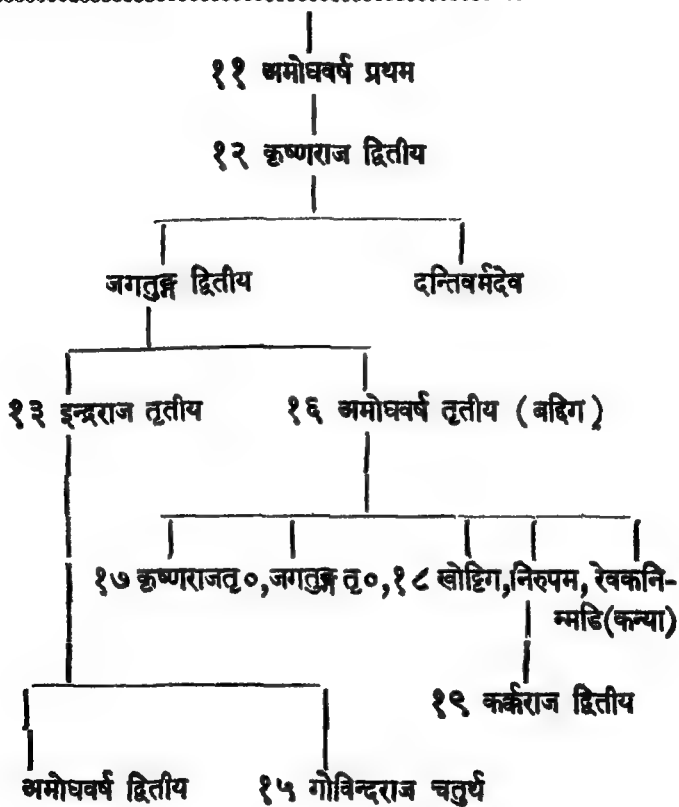 ११ अमोघवर्ष प्रथम
१२ कृष्णराज द्वितीय
जगतुङ्ग द्वितीय दन्तिवर्मदेव
१३ इन्द्रराज तृतीय १६ अमोघवर्ष तृतीय (बद्दिग)
१७ कृष्णराजतृ०,जगतुङ्ग तृ०,१८ खोट्टिग,निरुपम, रेवकनि-
म्मडि(कन्या)
१९ कर्कराज द्वितीय
अमोघवर्ष द्वितीय १५ गोविन्दराज चतुर्थ